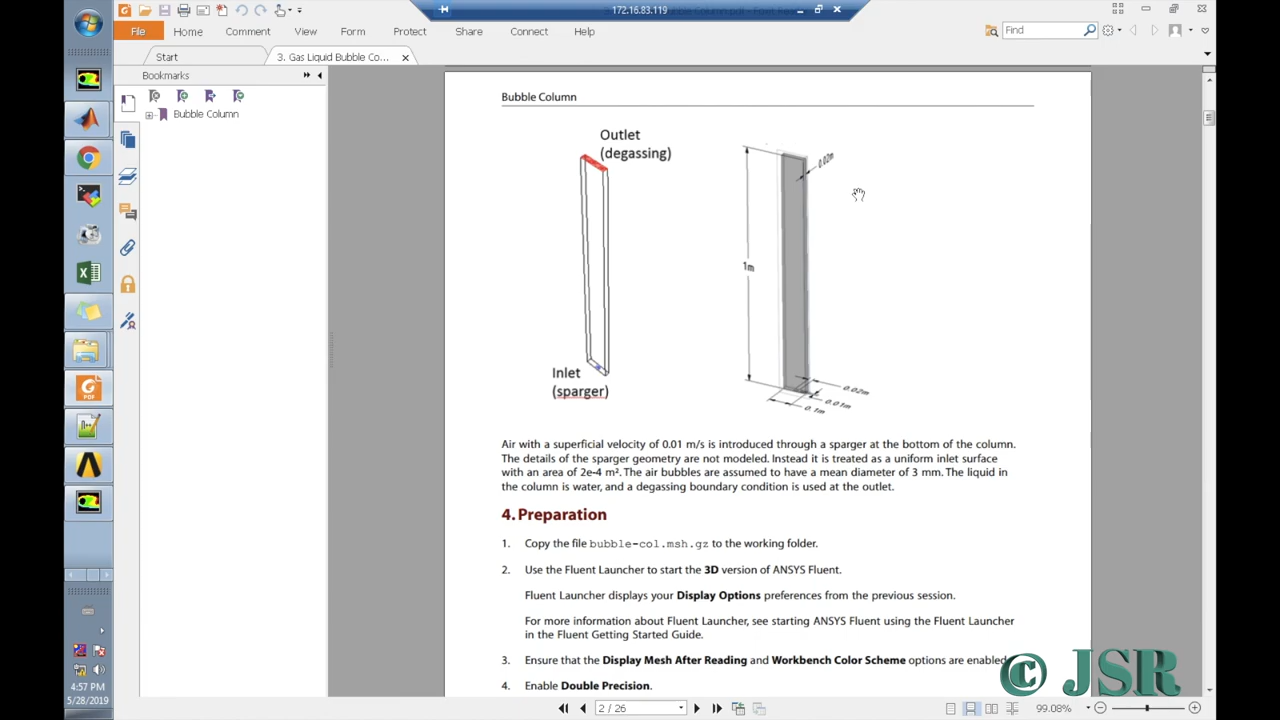 172.16.83.119
File
Home
Comment
View
Form
Protect
Share
Connect
Help
Find
Start
3. Gas Liquid Bubble Co...
Bookmarks
Bubble Column
Bubble Column
Outlet
(degassing)
Inlet
(sparger)
0.02m
1m
0.02m
0.01m
0.1m
Air with a superficial velocity of 0.01 m/s is introduced through a sparger at the bottom of the column.
The details of the sparger geometry are not modeled. Instead it is treated as a uniform inlet surface
with an area of 2e-4 m². The air bubbles are assumed to have a mean diameter of 3 mm. The liquid in
the column is water, and a degassing boundary condition is used at the outlet.
4. Preparation
1. Copy the file bubble-col.msh.gz to the working folder.
2. Use the Fluent Launcher to start the 3D version of ANSYS Fluent.
Fluent Launcher displays your Display Options preferences from the previous session.
For more information about Fluent Launcher, see starting ANSYS Fluent using the Fluent Launcher
in the Fluent Getting Started Guide.
3. Ensure that the Display Mesh After Reading and Workbench Color Scheme options are enabled
4. Enable Double Precision.
© JSR
PDF
4:57 PM
5/28/2019
2 / 26
99.08%